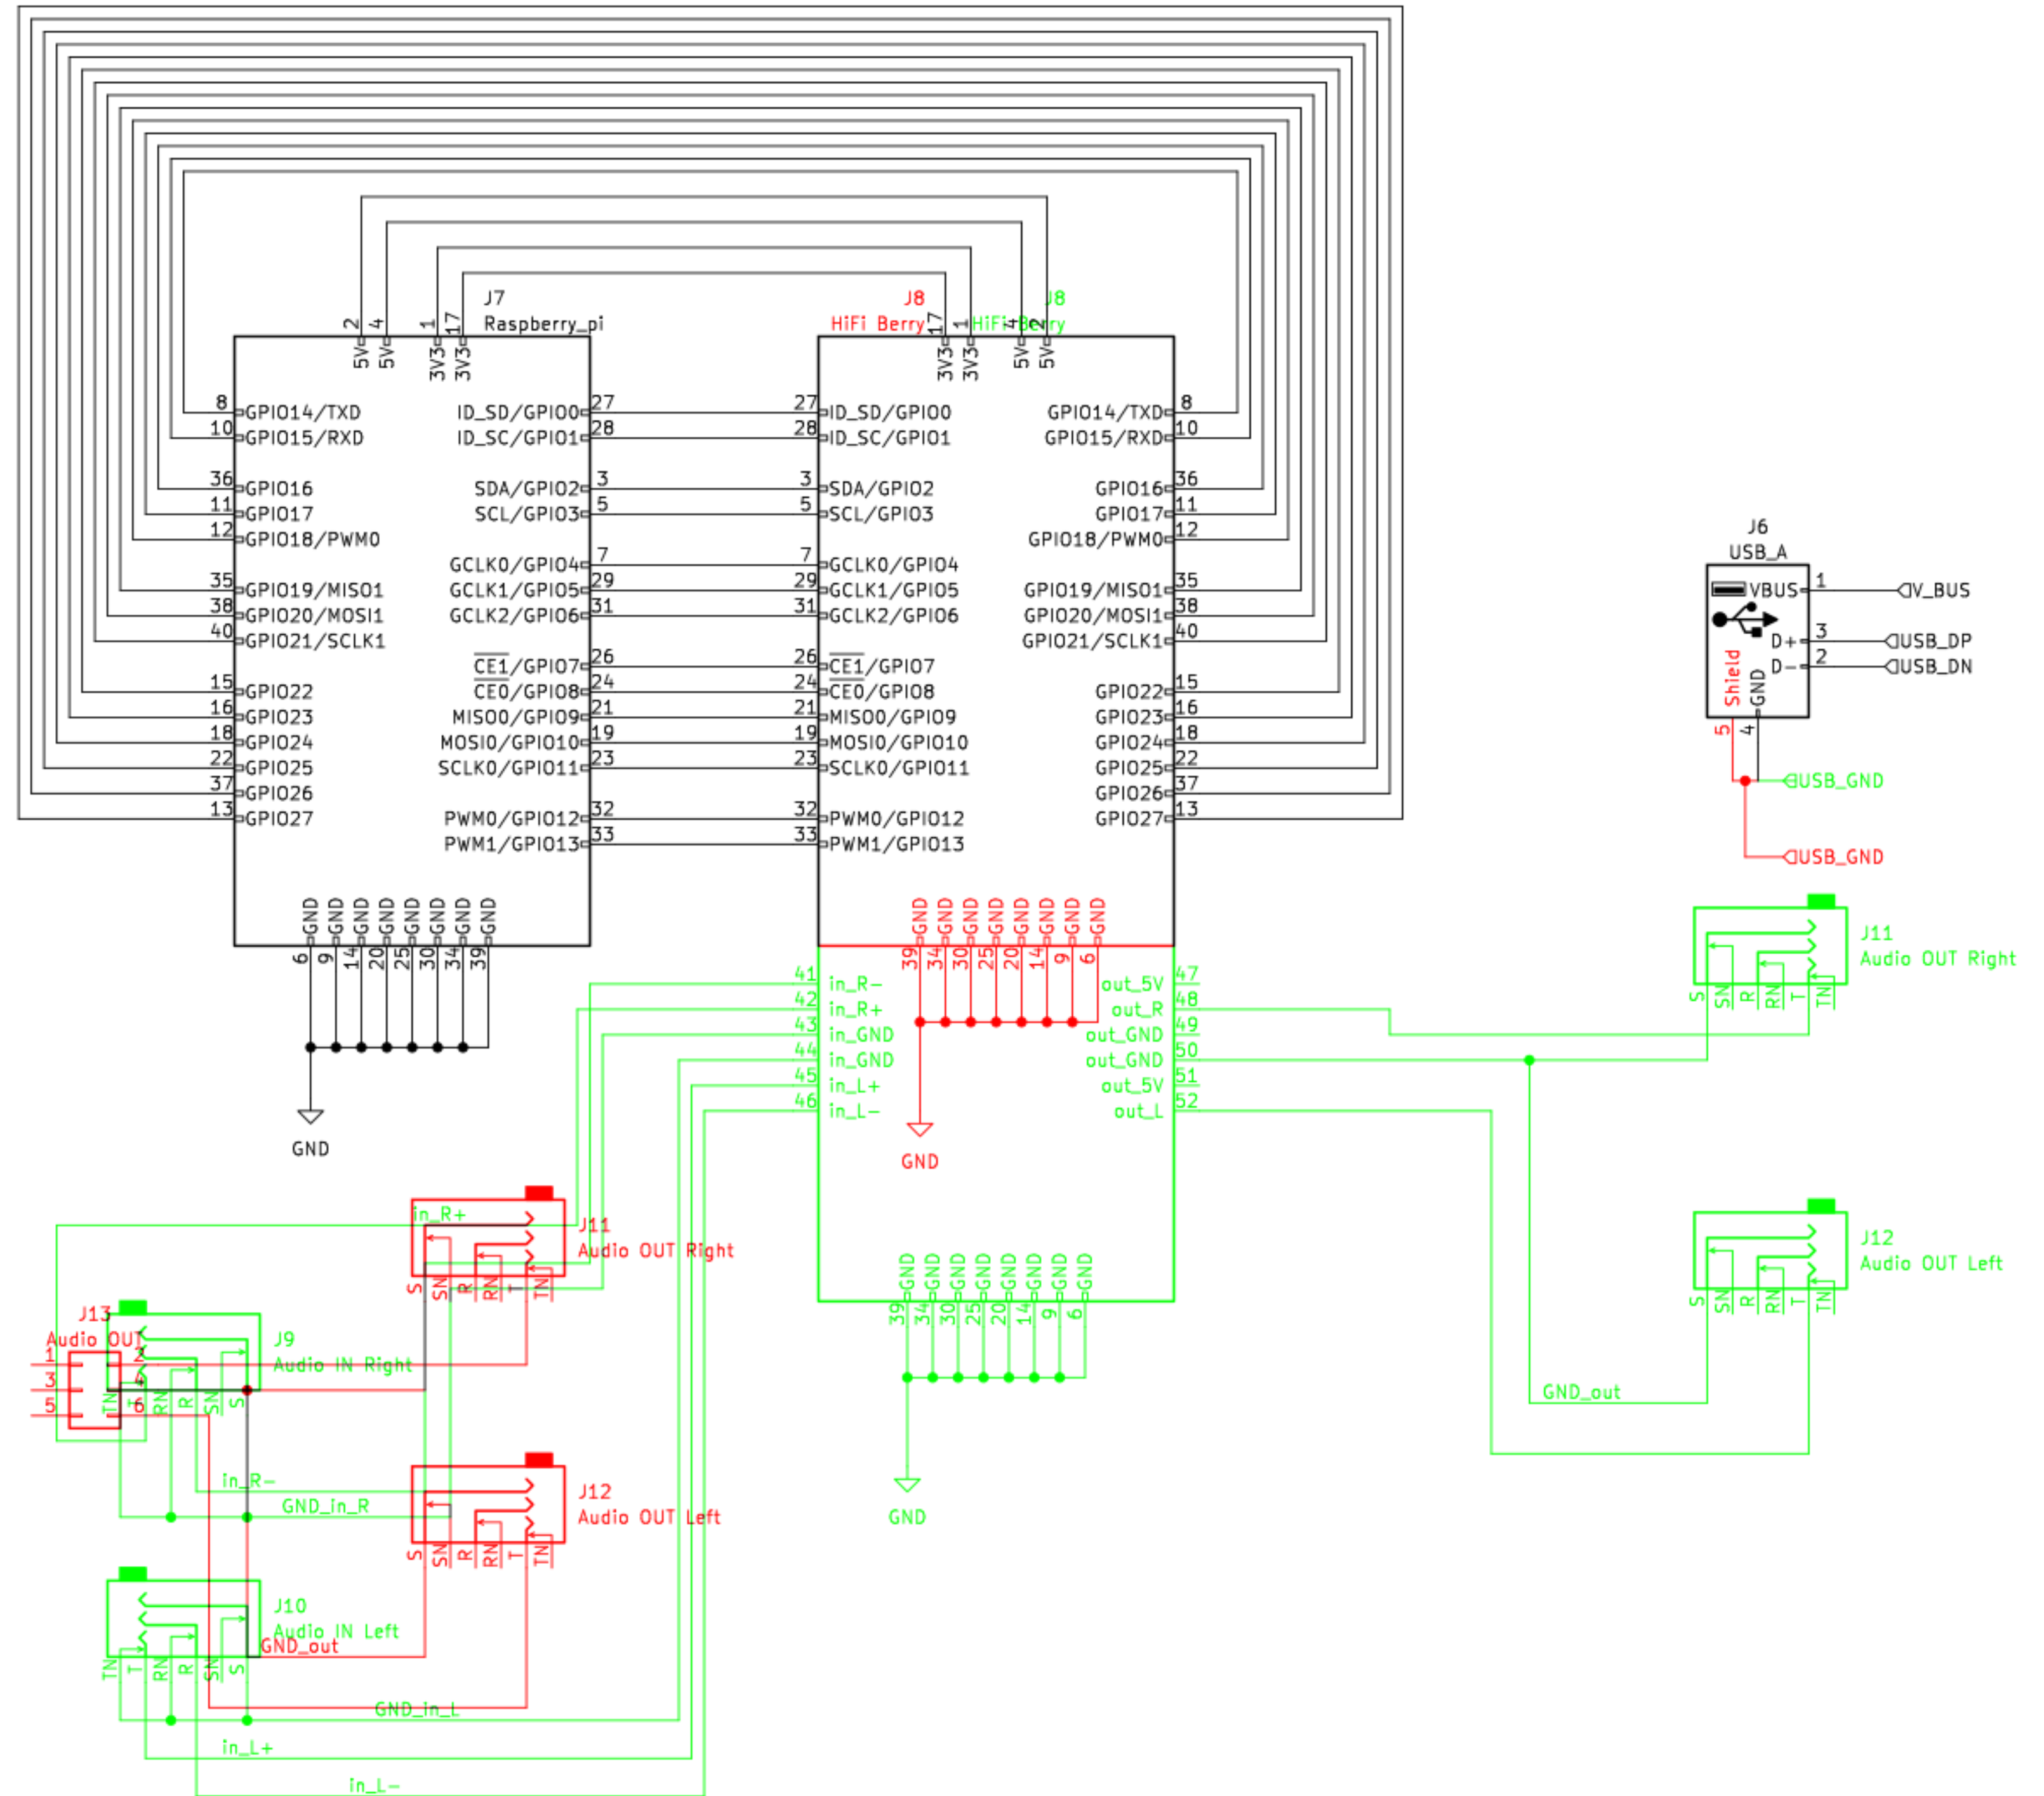 J7
Raspberry_pi
J8
HiFi Berry
J8
HiFi Berry
2
4
1
17
17
1
4
2
5V
5V
3V3
3V3
3V3
3V3
5V
5V
8 GPIO14/TXD ID_SD/GPIO0 27
27 ID_SD/GPIO0 GPIO14/TXD 8
10 GPIO15/RXD ID_SC/GPIO1 28
28 ID_SC/GPIO1 GPIO15/RXD 10
36 GPIO16 SDA/GPIO2 3
3 SDA/GPIO2 GPIO16 36
11 GPIO17 SCL/GPIO3 5
5 SCL/GPIO3 GPIO17 11
12 GPIO18/PWM0
GPIO18/PWM0 12
GCLK0/GPIO4 7
7 GCLK0/GPIO4
35 GPIO19/MISO1 GCLK1/GPIO5 29
29 GCLK1/GPIO5 GPIO19/MISO1 35
38 GPIO20/MOSI1 GCLK2/GPIO6 31
31 GCLK2/GPIO6 GPIO20/MOSI1 38
40 GPIO21/SCLK1
GPIO21/SCLK1 40
CE1/GPIO7 26
26 CE1/GPIO7
15 GPIO22 CE0/GPIO8 24
24 CE0/GPIO8 GPIO22 15
16 GPIO23 MISO0/GPIO9 21
21 MISO0/GPIO9 GPIO23 16
18 GPIO24 MOSI0/GPIO10 19
19 MOSI0/GPIO10 GPIO24 18
22 GPIO25 SCLK0/GPIO11 23
23 SCLK0/GPIO11 GPIO25 22
37 GPIO26
GPIO26 37
13 GPIO27 PWM0/GPIO12 32
32 PWM0/GPIO12 GPIO27 13
PWM1/GPIO13 33
33 PWM1/GPIO13
GND GND GND GND GND GND GND GND
6 9 14 20 25 30 34 39
GND
GND GND GND GND GND GND GND GND
39 34 30 25 20 14 9 6
GND
J6
USB_A
VBUS 1 V_BUS
D+ 3 USB_DP
D- 2 USB_DN
Shield
GND
5
4
USB_GND
USB_GND
41 in_R- out_5V 47
42 in_R+ out_R 48
43 in_GND out_GND 49
44 in_GND out_GND 50
45 in_L+ out_5V 51
46 in_L- out_L 52
GND GND GND GND GND GND GND GND
39 34 30 25 20 14 9 6
GND
J11
Audio OUT Right
S SN R RN T TN
J12
Audio OUT Left
S SN R RN T TN
GND_out
in_R+
J11
Audio OUT Right
S SN R RN T TN
J13
Audio OUT
1 2
3 4
5 6
J9
Audio IN Right
TN T RN R SN S
in_R-
GND_in_R
J12
Audio OUT Left
S SN R RN T TN
J10
Audio IN Left
GND_out
TN T RN R SN S
GND_in_L
in_L+
in_L-